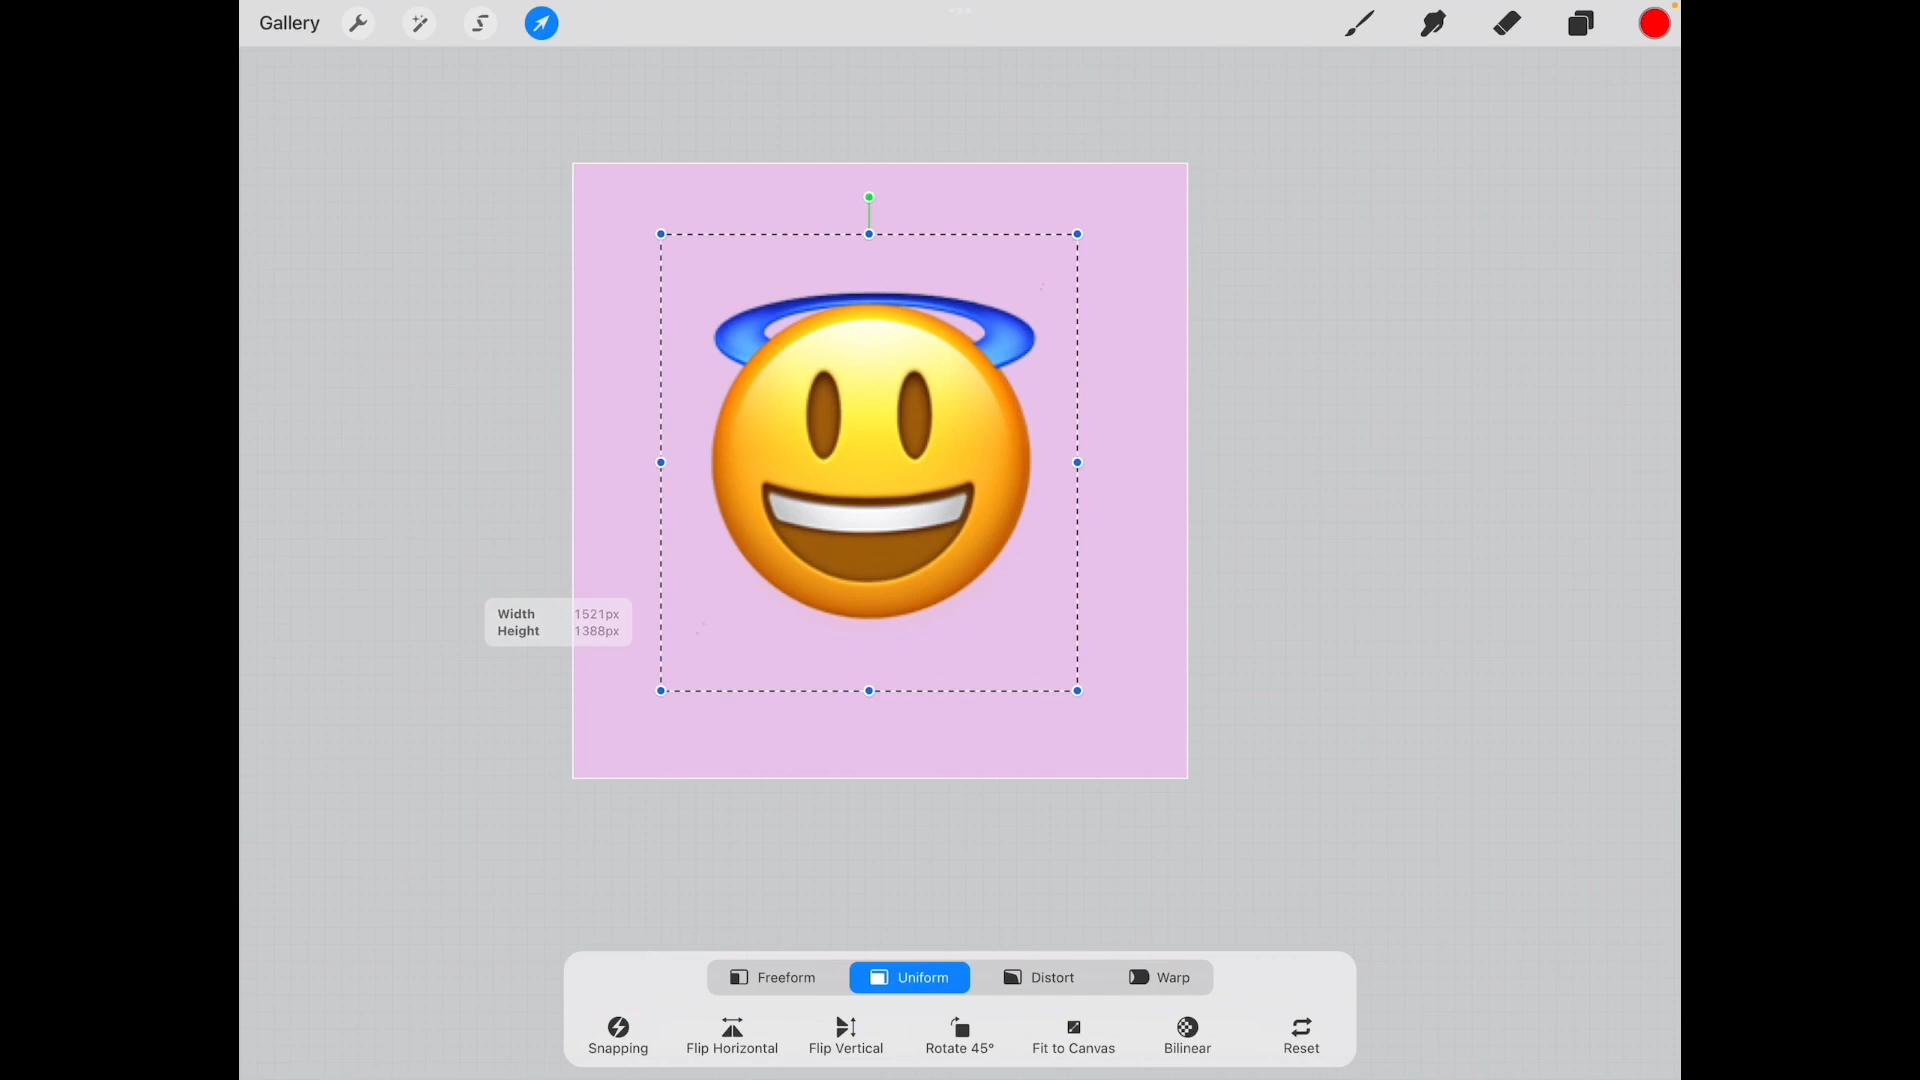 Gallery
Width 1521px
Height 1388px
Freeform Uniform Distort Warp
Snapping Flip Horizontal Flip Vertical Rotate 45° Fit to Canvas Bilinear Reset